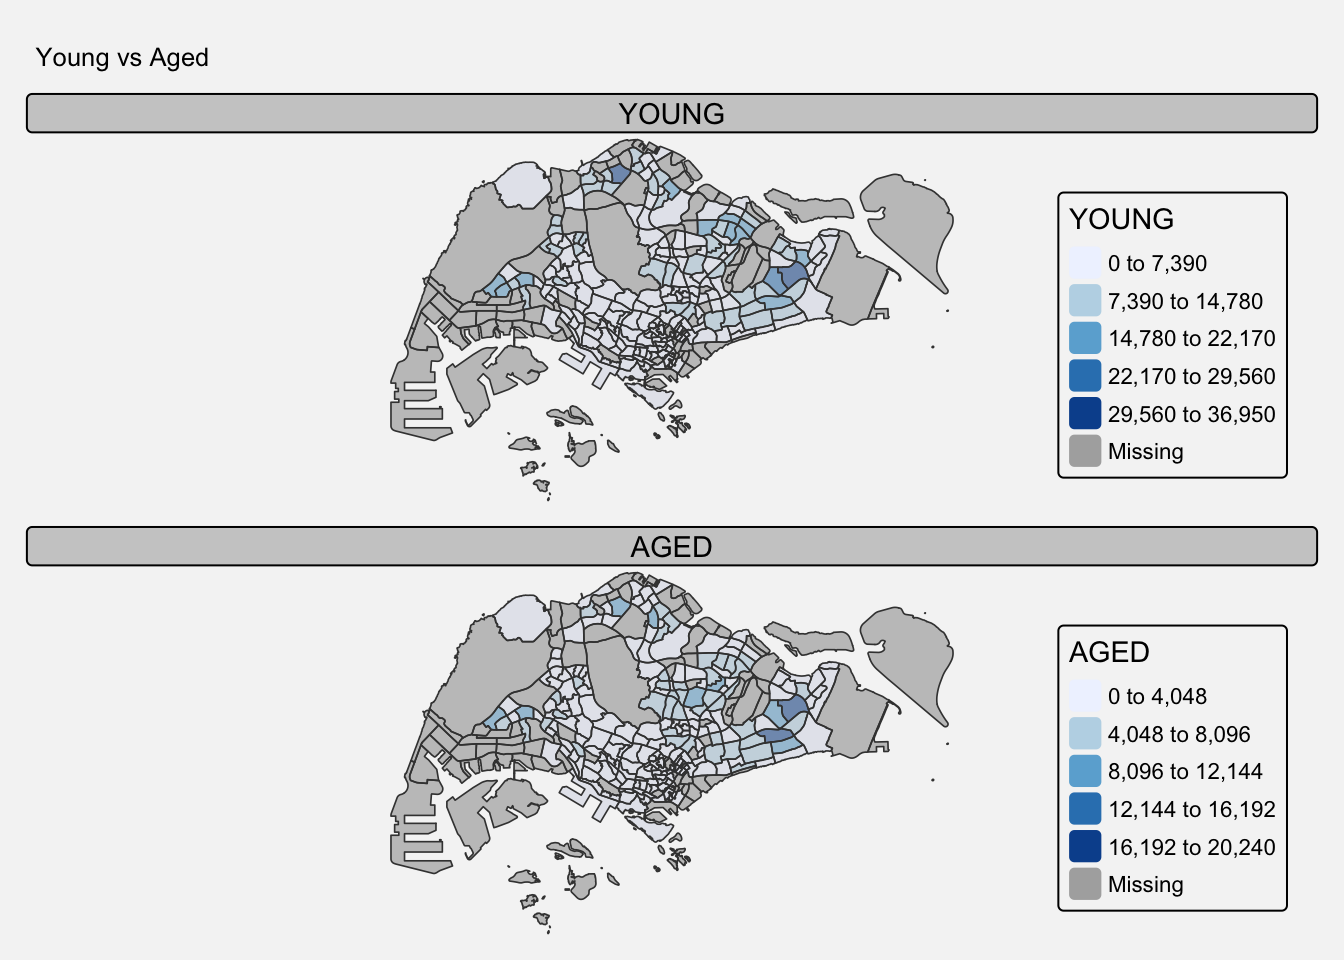 Young vs Aged
YOUNG
YOUNG
0 to 7,390
7,390 to 14,780
14,780 to 22,170
22,170 to 29,560
29,560 to 36,950
Missing
AGED
AGED
0 to 4,048
4,048 to 8,096
8,096 to 12,144
12,144 to 16,192
16,192 to 20,240
Missing